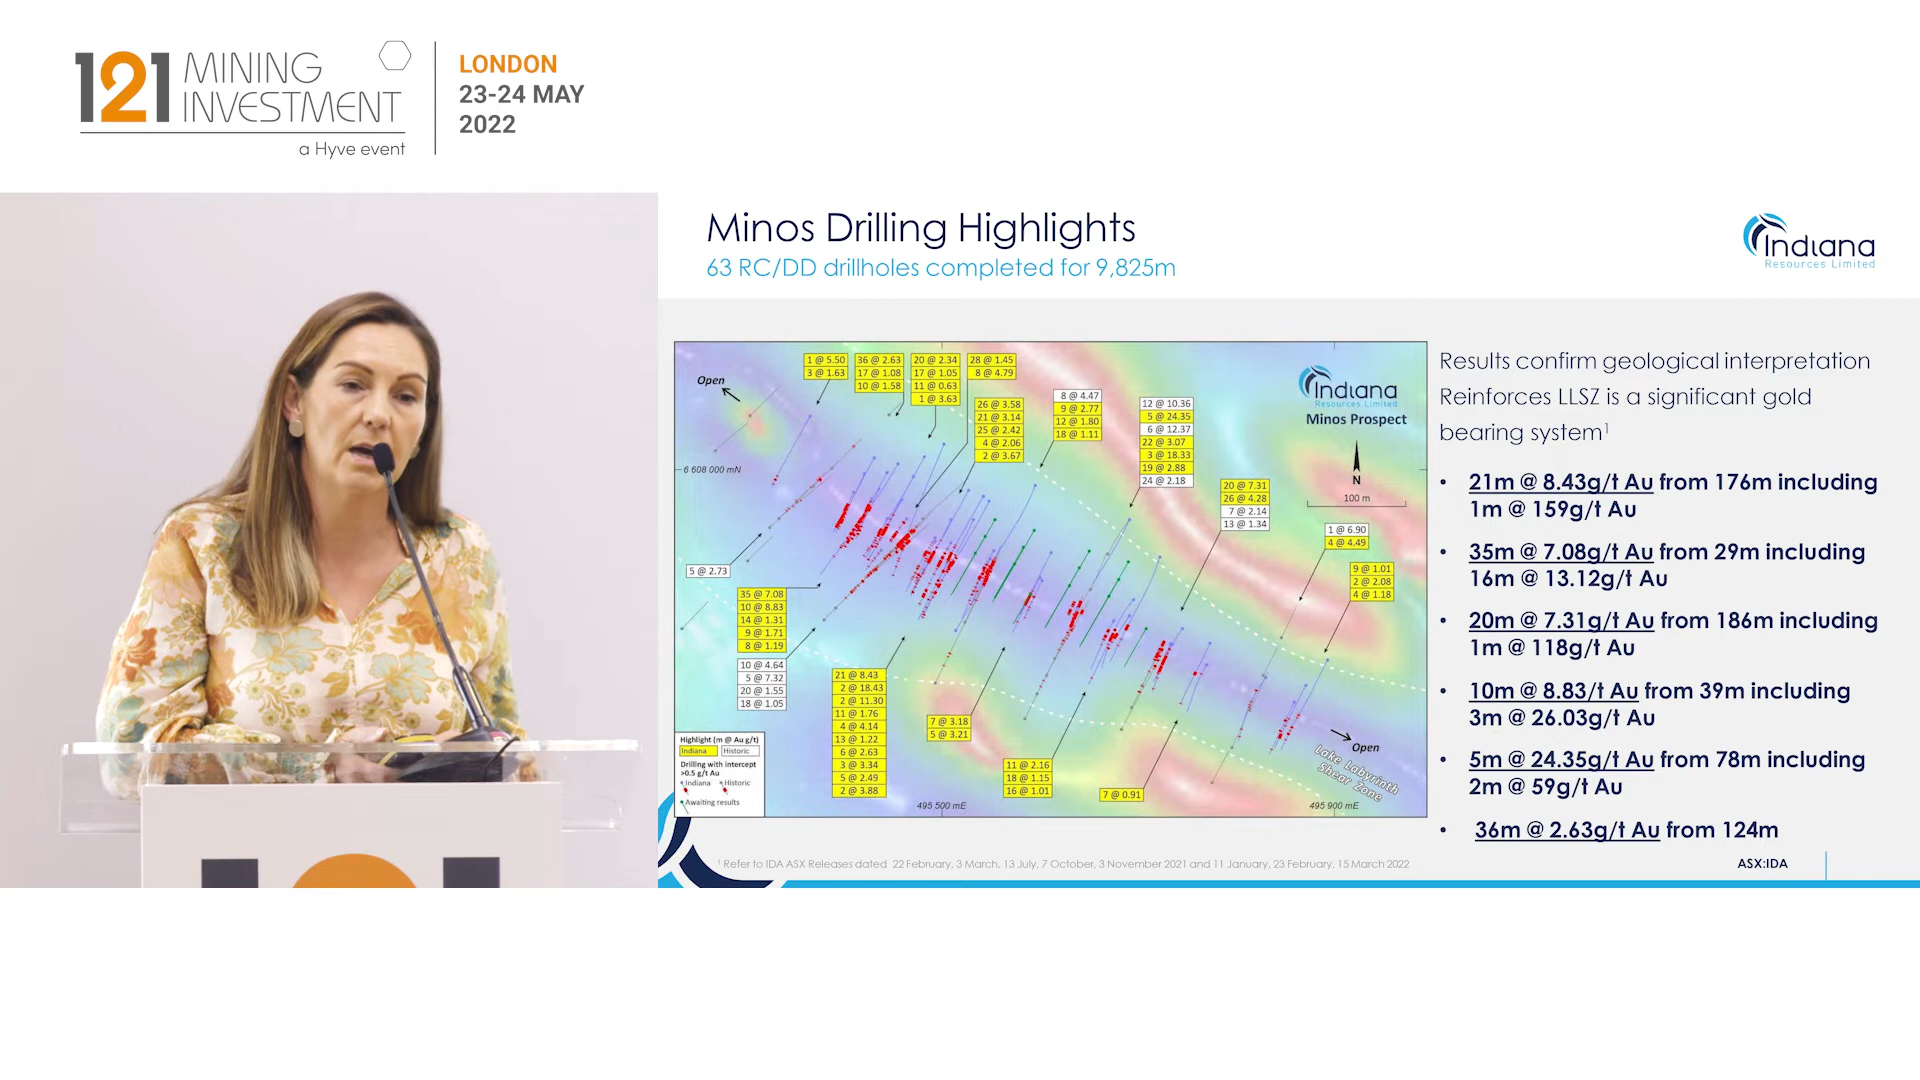 121 MINING
INVESTMENT
a Hyve event
LONDON
23-24 MAY
2022
Minos Drilling Highlights
63 RC/DD drillholes completed for 9,825m
Indiana
Resources Limited
Open
1 @ 5.50
3 @ 1.63
36 @ 2.63
17 @ 1.08
10 @ 1.58
20 @ 2.34
17 @ 1.05
11 @ 0.63
1 @ 3.63
28 @ 1.45
8 @ 4.79
26 @ 3.58
21 @ 3.14
25 @ 2.42
4 @ 2.06
2 @ 3.67
8 @ 4.47
9 @ 2.77
12 @ 1.80
18 @ 1.11
12 @ 10.36
5 @ 24.35
6 @ 12.37
22 @ 3.07
3 @ 18.33
19 @ 2.88
24 @ 2.18
20 @ 7.31
26 @ 4.28
7 @ 2.14
13 @ 1.34
Indiana
Resources Limited
Minos Prospect
N
100 m
1 @ 6.90
4 @ 4.49
9 @ 1.01
2 @ 2.08
4 @ 1.18
6 608 000 mN
5 @ 2.73
35 @ 7.08
10 @ 8.83
14 @ 1.31
9 @ 1.71
8 @ 1.19
10 @ 4.64
5 @ 7.32
20 @ 1.55
18 @ 1.05
21 @ 8.43
2 @ 18.43
2 @ 11.30
11 @ 1.76
4 @ 4.14
13 @ 1.22
6 @ 2.63
3 @ 3.34
5 @ 2.49
2 @ 3.88
7 @ 3.18
5 @ 3.21
11 @ 2.16
18 @ 1.15
16 @ 1.01
7 @ 0.91
Open
Lake Labyrinth
Shear Zone
Highlight (m @ Au g/t)
Indiana Historic
Drilling with intercept
>0.5 g/t Au
Indiana Historic
Awaiting results
495 500 mE
495 900 mE
Results confirm geological interpretation
Reinforces LLSZ is a significant gold
bearing system¹
• 21m @ 8.43g/t Au from 176m including
1m @ 159g/t Au
• 35m @ 7.08g/t Au from 29m including
16m @ 13.12g/t Au
• 20m @ 7.31g/t Au from 186m including
1m @ 118g/t Au
• 10m @ 8.83/t Au from 39m including
3m @ 26.03g/t Au
• 5m @ 24.35g/t Au from 78m including
2m @ 59g/t Au
• 36m @ 2.63g/t Au from 124m
¹ Refer to IDA ASX Releases dated 22 February, 3 March, 13 July, 7 October, 3 November 2021 and 11 January, 23 February, 15 March 2022
ASX:IDA